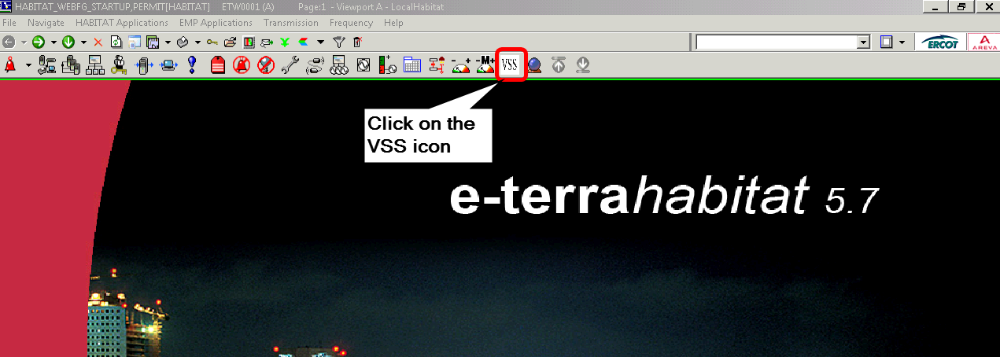 HABITAT_WEBFG_STARTUP,PERMIT[HABITAT] ETW0001 (A) Page:1 - Viewport A - LocalHabitat
File Navigate HABITAT Applications EMP Applications Transmission Frequency Help
ERCOT
A
AREVA
M
VSS
Click on the
VSS icon
e-terrahabitat 5.7